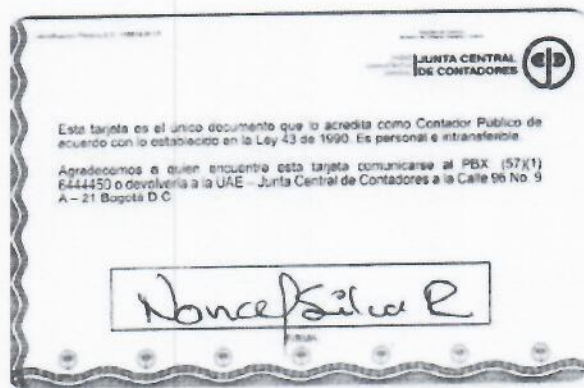 JUNTA CENTRAL
DE CONTADORES
Esta tarjeta es el único documento que lo acredita como Contador Público de
acuerdo con lo establecido en la Ley 43 de 1990. Es personal e intransferible.
Agradecemos a quien encuentre esta tarjeta comunicarse al PBX: (57)(1)
6444450 o devolverla a la UAE – Junta Central de Contadores a la Calle 96 No. 9
A – 21 Bogotá D.C
Silva R